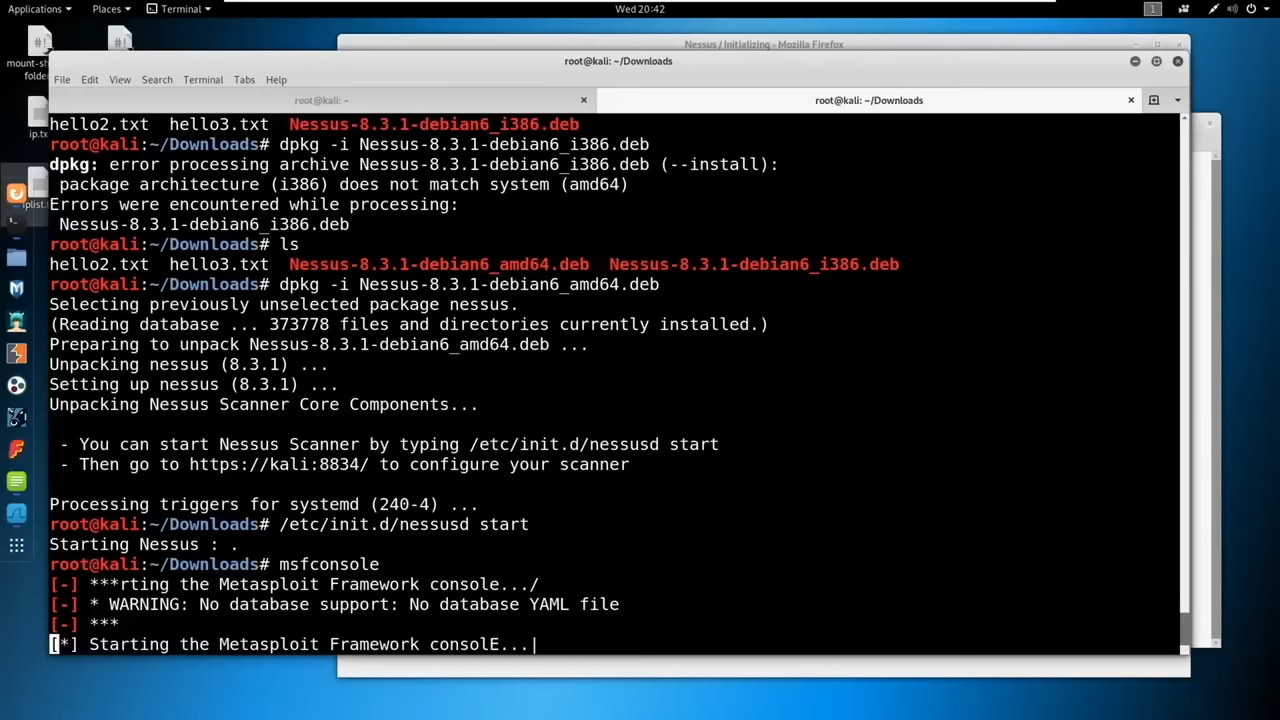 Applications Places Terminal Wed 20:42 1
#! #!
mount-sh
folder
ip.tx
iplist.
Nessus / Initializing - Mozilla Firefox
root@kali: ~/Downloads
File Edit View Search Terminal Tabs Help
root@kali: ~ root@kali: ~/Downloads
hello2.txt hello3.txt Nessus-8.3.1-debian6_i386.deb
root@kali:~/Downloads# dpkg -i Nessus-8.3.1-debian6_i386.deb
dpkg: error processing archive Nessus-8.3.1-debian6_i386.deb (--install):
package architecture (i386) does not match system (amd64)
Errors were encountered while processing:
Nessus-8.3.1-debian6_i386.deb
root@kali:~/Downloads# ls
hello2.txt hello3.txt Nessus-8.3.1-debian6_amd64.deb Nessus-8.3.1-debian6_i386.deb
root@kali:~/Downloads# dpkg -i Nessus-8.3.1-debian6_amd64.deb
Selecting previously unselected package nessus.
(Reading database ... 373778 files and directories currently installed.)
Preparing to unpack Nessus-8.3.1-debian6_amd64.deb ...
Unpacking nessus (8.3.1) ...
Setting up nessus (8.3.1) ...
Unpacking Nessus Scanner Core Components...
- You can start Nessus Scanner by typing /etc/init.d/nessusd start
- Then go to https://kali:8834/ to configure your scanner
Processing triggers for systemd (240-4) ...
root@kali:~/Downloads# /etc/init.d/nessusd start
Starting Nessus : .
root@kali:~/Downloads# msfconsole
[-] ***rting the Metasploit Framework console.../
[-] * WARNING: No database support: No database YAML file
[-] ***
[*] Starting the Metasploit Framework consolE...|